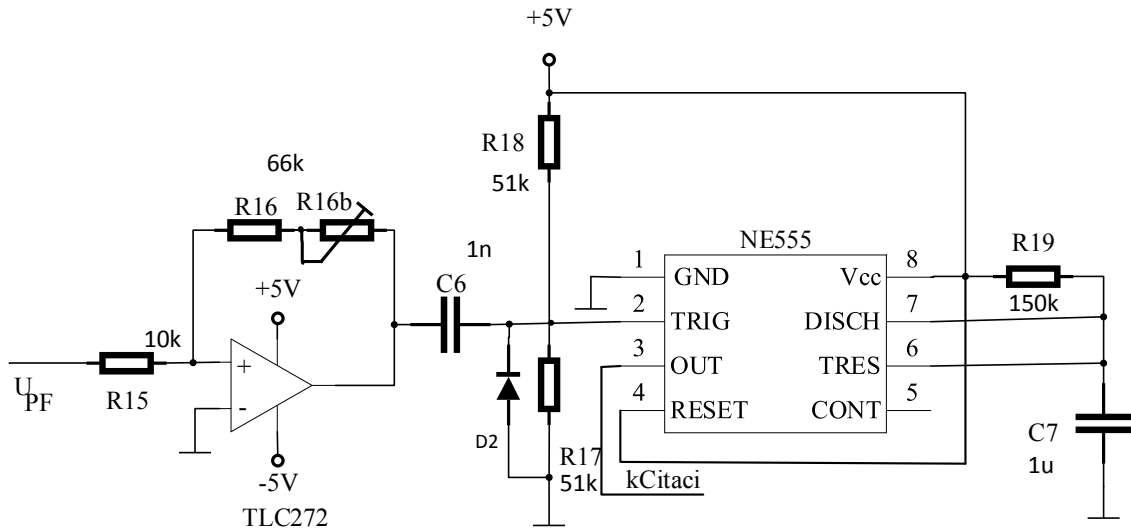 +5V
R18
51k
66k
R16
R16b
1n
C6
+5V
10k
+
-
U
PF
R15
-5V
TLC272
D2
R17
51k
kCitaci
NE555
1
GND
2
TRIG
3
OUT
4
RESET
Vcc
8
DISCH
7
TRES
6
CONT
5
R19
150k
C7
1u